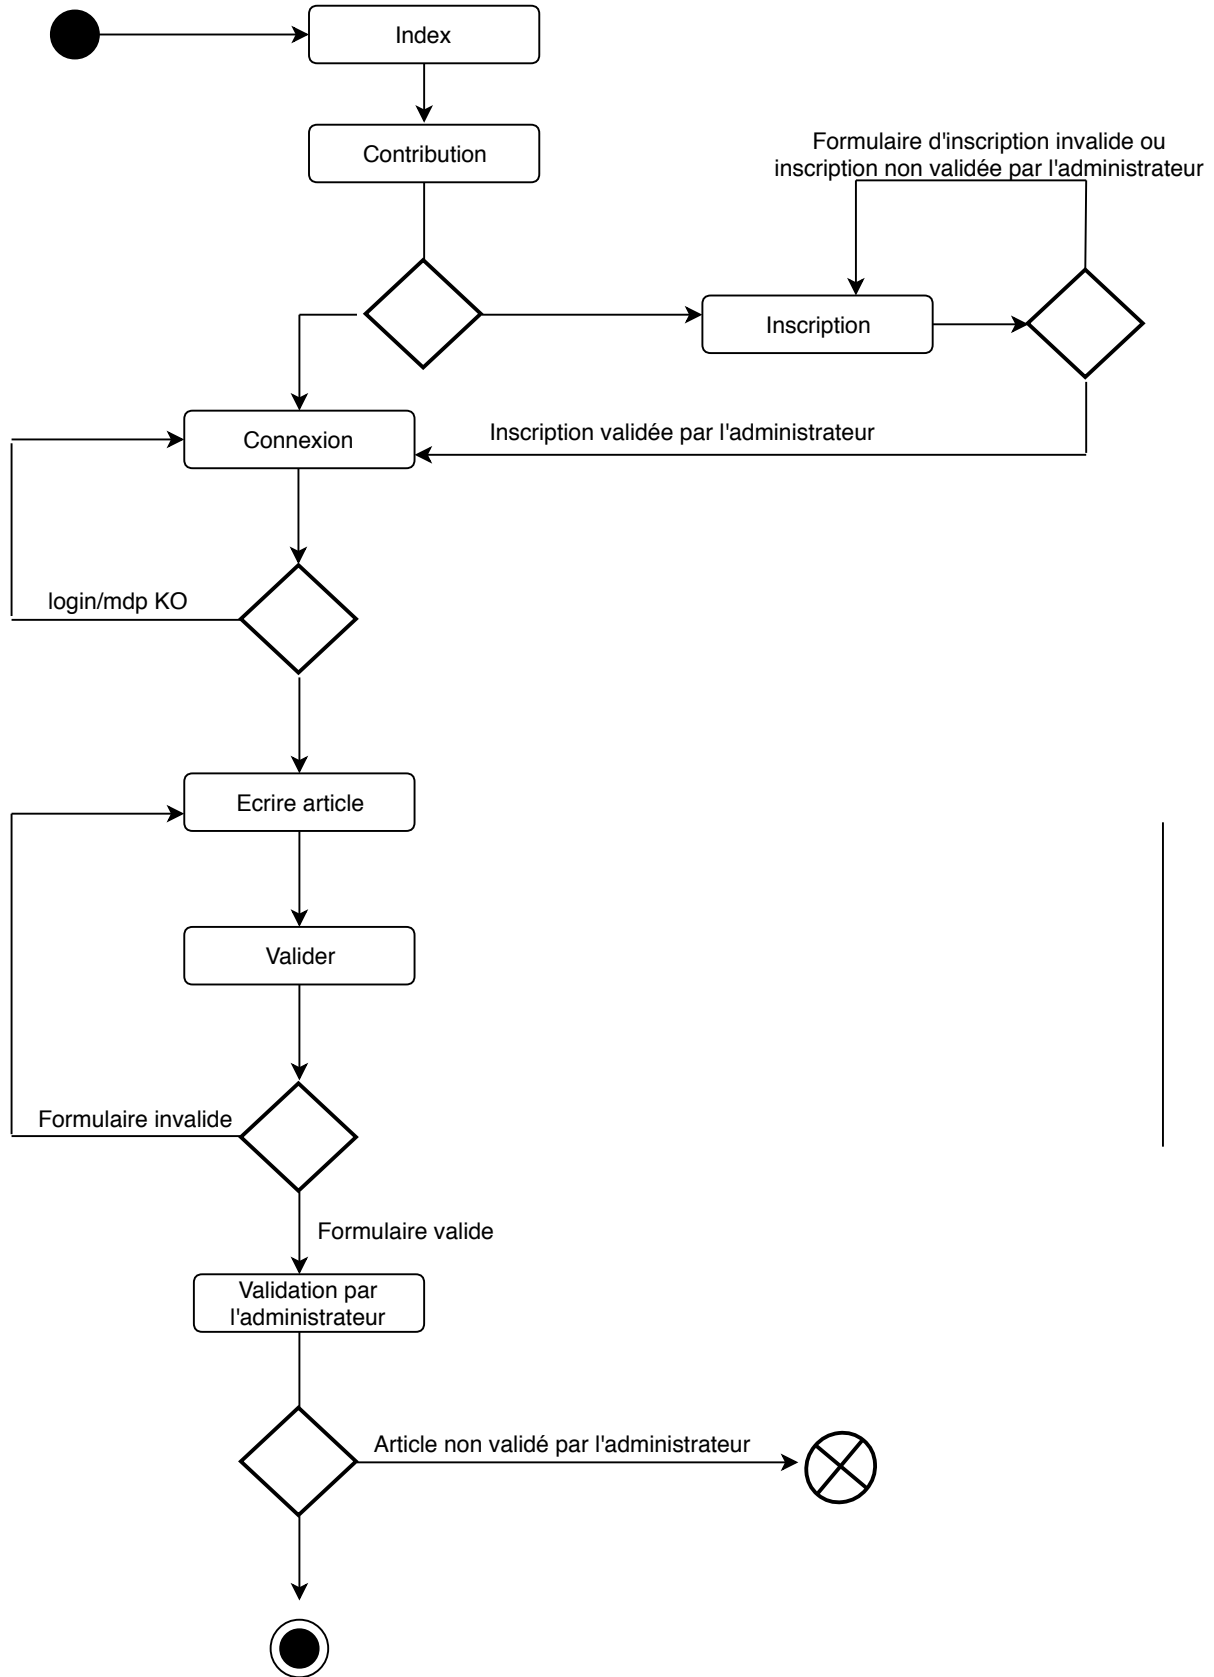 Index
Contribution
Formulaire d'inscription invalide ou
inscription non validée par l'administrateur
Inscription
Connexion
Inscription validée par l'administrateur
login/mdp KO
Ecrire article
Valider
Formulaire invalide
Formulaire valide
Validation par
l'administrateur
Article non validé par l'administrateur